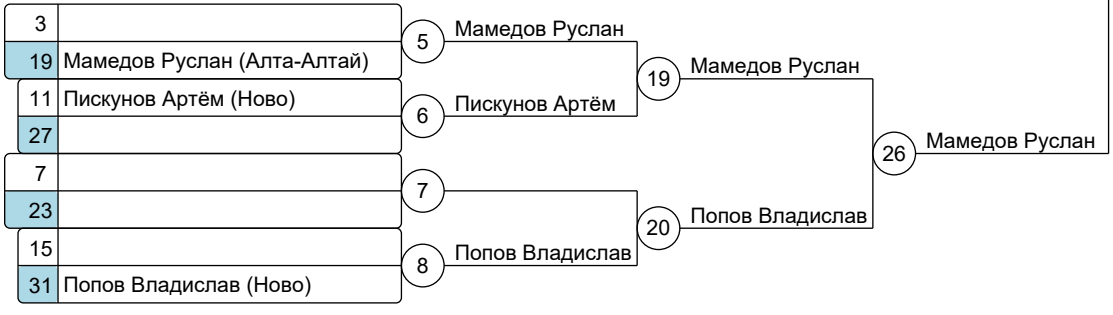 3
5
Мамедов Руслан
19 Мамедов Руслан (Алта-Алтай)
19
Мамедов Руслан
11 Пискунов Артём (Ново)
6
Пискунов Артём
27
26
Мамедов Руслан
7
7
23
20
Попов Владислав
15
8
Попов Владислав
31 Попов Владислав (Ново)